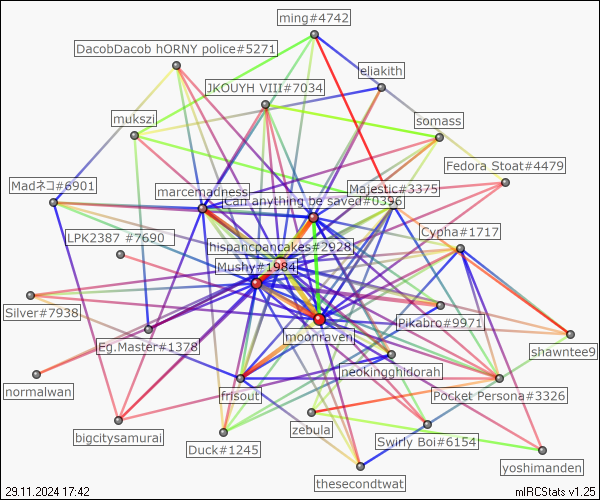 ming#4742
DacobDacob hORNY police#5271
eliakith
JKOUYH VIII#7034
mukszi
somass
Fedora Stoat#4479
Madネコ#6901
marcemadness
Majestic#3375
Can anything be saved#0396
Cypha#1717
LPK2387 #7690
hispancpancakes#2928
Mushy#1984
Silver#7938
Pikabro#9971
moonraven
Eg.Master#1378
shawntee9
neokingghidorah
normalwan
frisout
Pocket Persona#3326
bigcitysamurai
zebula
Swirly Boi#6154
Duck#1245
yoshimanden
thesecondtwat
29.11.2024 17:42
mIRCStats v1.25